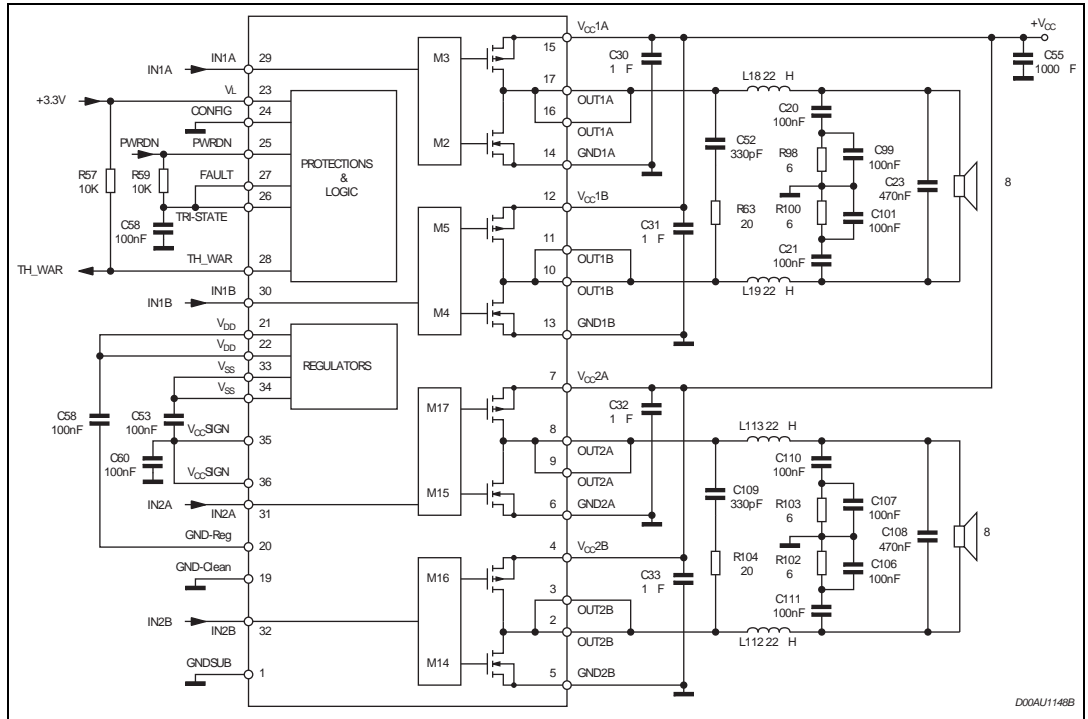 VCC1A
+VCC
15
M3
C30
1 F
C55
1000 F
IN1A
IN1A
29
17
OUT1A
L18 22 H
+3.3V
VL
23
CONFIG
24
16
OUT1A
C20
100nF
C52
330pF
PWRDN
PWRDN
25
M2
14
GND1A
R98
6
C99
100nF
R57
10K
R59
10K
FAULT
27
PROTECTIONS
&
LOGIC
C23
470nF
8
26
TRI-STATE
C58
100nF
12
VCC1B
M5
C31
1 F
R63
20
R100
6
C101
100nF
11
OUT1B
C21
100nF
TH_WAR
TH_WAR
28
10
OUT1B
L19 22 H
IN1B
IN1B
30
M4
13
GND1B
VDD
21
VDD
22
VSS
33
VSS
34
REGULATORS
7
VCC2A
M17
C32
1 F
C58
100nF
C53
100nF
VCCSIGN
35
8
OUT2A
L113 22 H
C60
100nF
9
OUT2A
C110
100nF
VCCSIGN
36
M15
C109
330pF
IN2A
IN2A
31
6
GND2A
R103
6
C107
100nF
GND-Reg
20
4
VCC2B
C108
470nF
8
GND-Clean
19
M16
C33
1 F
R104
20
R102
6
C106
100nF
3
OUT2B
C111
100nF
IN2B
IN2B
32
2
OUT2B
L112 22 H
M14
GNDSUB
1
5
GND2B
D00AU1148B